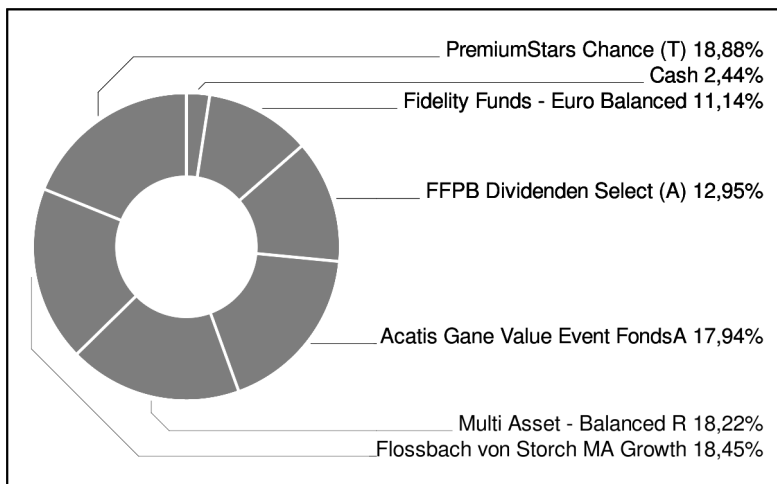 PremiumStars Chance (T) 18,88%
Cash 2,44%
Fidelity Funds - Euro Balanced 11,14%
FFPB Dividenden Select (A) 12,95%
Acatis Gane Value Event FondsA 17,94%
Multi Asset - Balanced R 18,22%
Flossbach von Storch MA Growth 18,45%